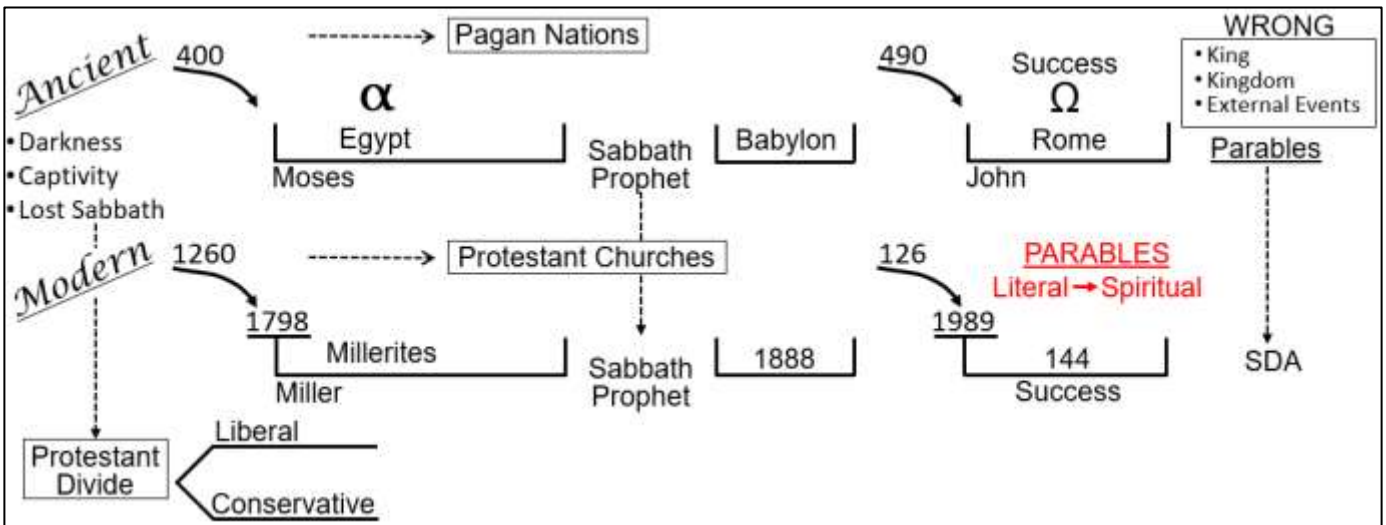 Ancient
400
Pagan Nations
490
WRONG
• King
• Kingdom
• External Events
α
Success
Ω
Egypt
Babylon
Rome
Parables
• Darkness
• Captivity
• Lost Sabbath
Moses
Sabbath
Prophet
John
Modern
1260
Protestant Churches
126
PARABLES
Literal → Spiritual
1798
1989
Millerites
1888
144
SDA
Miller
Sabbath
Prophet
Success
Protestant
Divide
Liberal
Conservative